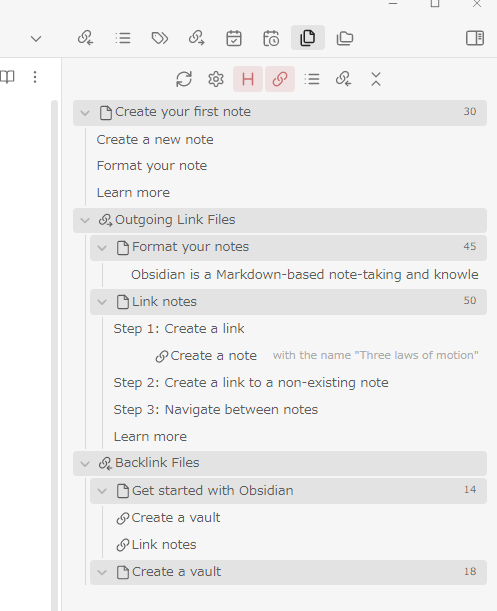 Create your first note 30
Create a new note
Format your note
Learn more
Outgoing Link Files
Format your notes 45
Obsidian is a Markdown-based note-taking and knowle
Link notes 50
Step 1: Create a link
Create a note with the name "Three laws of motion"
Step 2: Create a link to a non-existing note
Step 3: Navigate between notes
Learn more
Backlink Files
Get started with Obsidian 14
Create a vault
Link notes
Create a vault 18